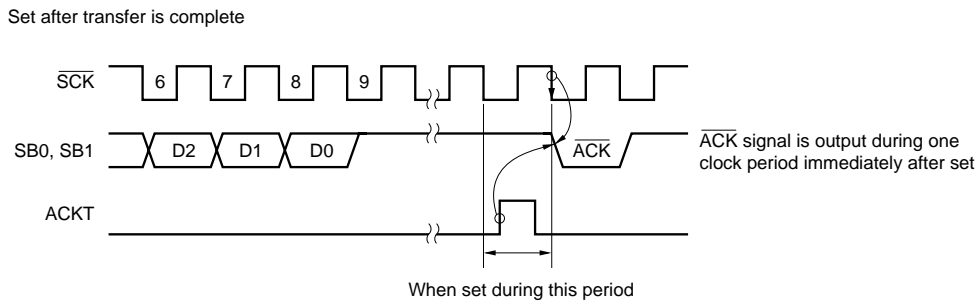 Set after transfer is complete
SCK 6 7 8 9
SB0, SB1 D2 D1 D0 ACK
ACK signal is output during one
clock period immediately after set
ACKT
When set during this period